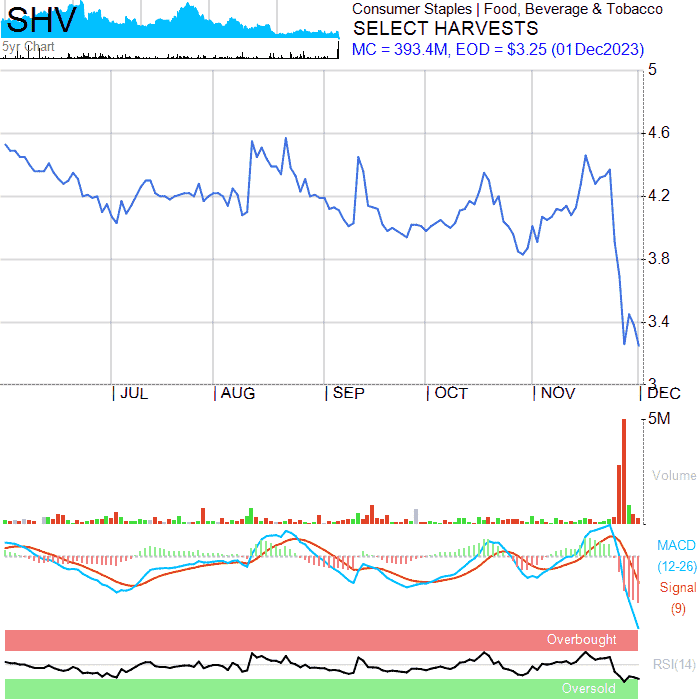 SHV
5yr Chart
Consumer Staples | Food, Beverage & Tobacco
SELECT HARVESTS
MC = 393.4M, EOD = $3.25 (01Dec2023)
5
4.6
4.2
3.8
3.4
3
JUL AUG SEP OCT NOV DEC
5M
Volume
MACD
(12-26)
Signal
(9)
Overbought
RSI(14)
Oversold